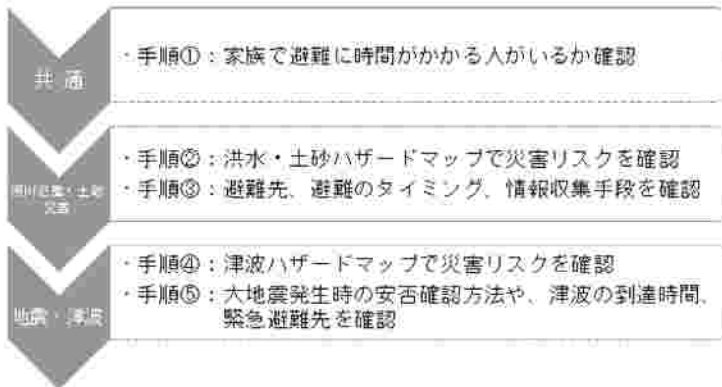 共通
・手順①：家族で避難に時間がかかる人がいるか確認
・土砂
災害
・手順②：洪水・土砂ハザードマップで災害リスクを確認
・手順③：避難先、避難のタイミング、情報収集手段を確認
地震・津波
・手順④：津波ハザードマップで災害リスクを確認
・手順⑤：大地震発生時の安否確認方法や、津波の到達時間、
緊急避難先を確認